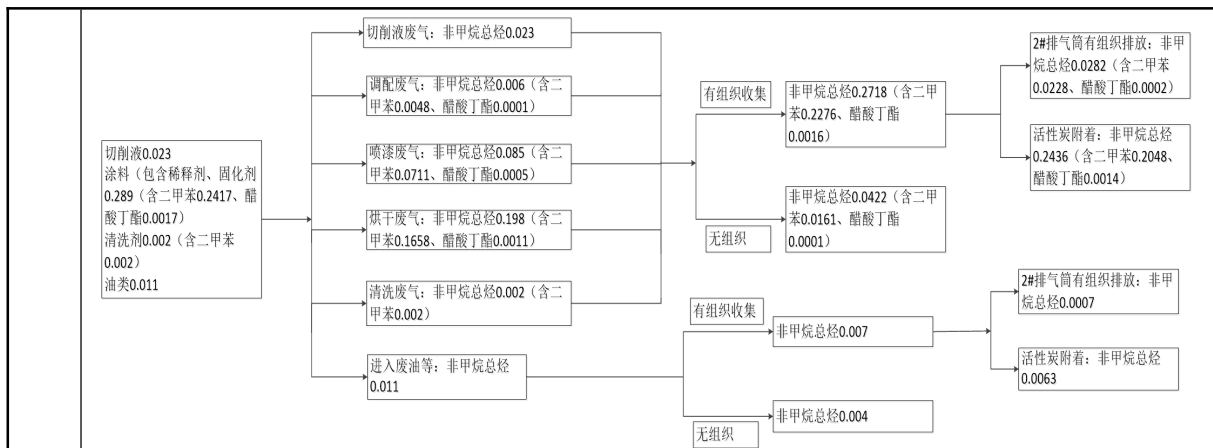 切削液0.023
涂料（包含稀释剂、固化剂
0.289（含二甲苯0.2417、醋
酸丁酯0.0017）
清洗剂0.002（含二甲苯
0.002）
油类0.011
切削液废气：非甲烷总烃0.023
调配废气：非甲烷总烃0.006（含二
甲苯0.0048、醋酸丁酯0.0001）
喷漆废气：非甲烷总烃0.085（含二
甲苯0.0711、醋酸丁酯0.0005）
烘干废气：非甲烷总烃0.198（含二
甲苯0.1658、醋酸丁酯0.0011）
清洗废气：非甲烷总烃0.002（含二
甲苯0.002）
进入废油等：非甲烷总烃
0.011
有组织收集
非甲烷总烃0.2718（含二甲
苯0.2276、醋酸丁酯
0.0016）
无组织
非甲烷总烃0.0422（含二甲
苯0.0161、醋酸丁酯
0.0001）
2#排气筒有组织排放：非甲
烷总烃0.0282（含二甲苯
0.0228、醋酸丁酯0.0002）
活性炭附着：非甲烷总烃
0.2436（含二甲苯0.2048、
醋酸丁酯0.0014）
有组织收集
非甲烷总烃0.007
无组织
非甲烷总烃0.004
2#排气筒有组织排放：非甲
烷总烃0.0007
活性炭附着：非甲烷总烃
0.0063